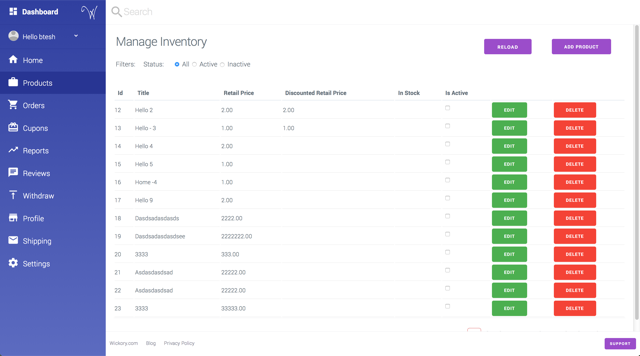 Dashboard
Search
Hello btesh
Home
Products
Orders
Cupons
Reports
Reviews
Withdraw
Profile
Shipping
Settings
Manage Inventory
RELOAD
ADD PRODUCT
Filters: Status: All Active Inactive
Id Title Retail Price Discounted Retail Price In Stock Is Active
12 Hello 2 2.00 2.00 EDIT DELETE
13 Hello - 3 1.00 1.00 EDIT DELETE
14 Hello 4 2.00 EDIT DELETE
15 Hello 5 1.00 EDIT DELETE
16 Home -4 1.00 EDIT DELETE
17 Hello 9 2.00 EDIT DELETE
18 Dasdsadasdasds 2222.00 EDIT DELETE
19 Dasdsadasdasdsee 2222222.00 EDIT DELETE
20 3333 333.00 EDIT DELETE
21 Asdasdasdsad 22222.00 EDIT DELETE
22 Asdasdasdsad 22222.00 EDIT DELETE
23 3333 33333.00 EDIT DELETE
Wickory.com Blog Privacy Policy
SUPPORT